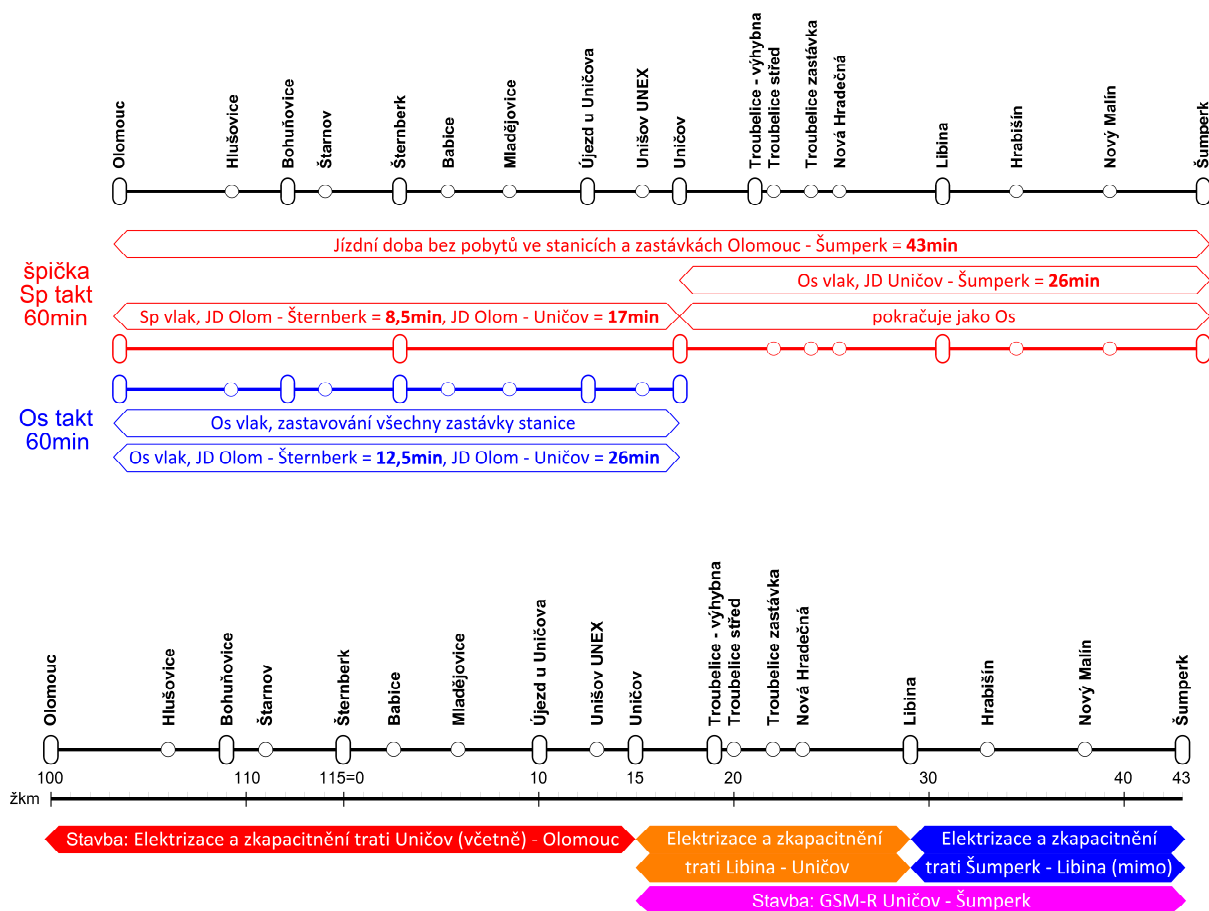 Olomouc
Hlušovice
Bohuňovice
Štarnov
Šternberk
Babice
Mladějovice
Újezd u Uničova
Unišov UNEX
Uničov
Troubelice - výhybna
Troubelice střed
Troubelice zastávka
Nová Hradečná
Libina
Hrabišín
Nový Malín
Šumperk
Jízdní doba bez pobytů ve stanicích a zastávkách Olomouc - Šumperk = 43min
špička
Sp takt
60min
Os vlak, JD Uničov - Šumperk = 26min
Sp vlak, JD Olom - Šternberk = 8,5min, JD Olom - Uničov = 17min
pokračuje jako Os
Os takt
60min
Os vlak, zastavování všechny zastávky stanice
Os vlak, JD Olom - Šternberk = 12,5min, JD Olom - Uničov = 26min
Olomouc
Hlušovice
Bohuňovice
Štarnov
Šternberk
Babice
Mladějovice
Újezd u Uničova
Unišov UNEX
Uničov
Troubelice - výhybna
Troubelice střed
Troubelice zastávka
Nová Hradečná
Libina
Hrabišín
Nový Malín
Šumperk
100 110 115=0 10 15 20 30 40 43
žkm
Stavba: Elektrizace a zkapacitnění trati Uničov (včetně) - Olomouc
Elektrizace a zkapacitnění
trati Libina - Uničov
Elektrizace a zkapacitnění
trati Šumperk - Libina (mimo)
Stavba: GSM-R Uničov - Šumperk